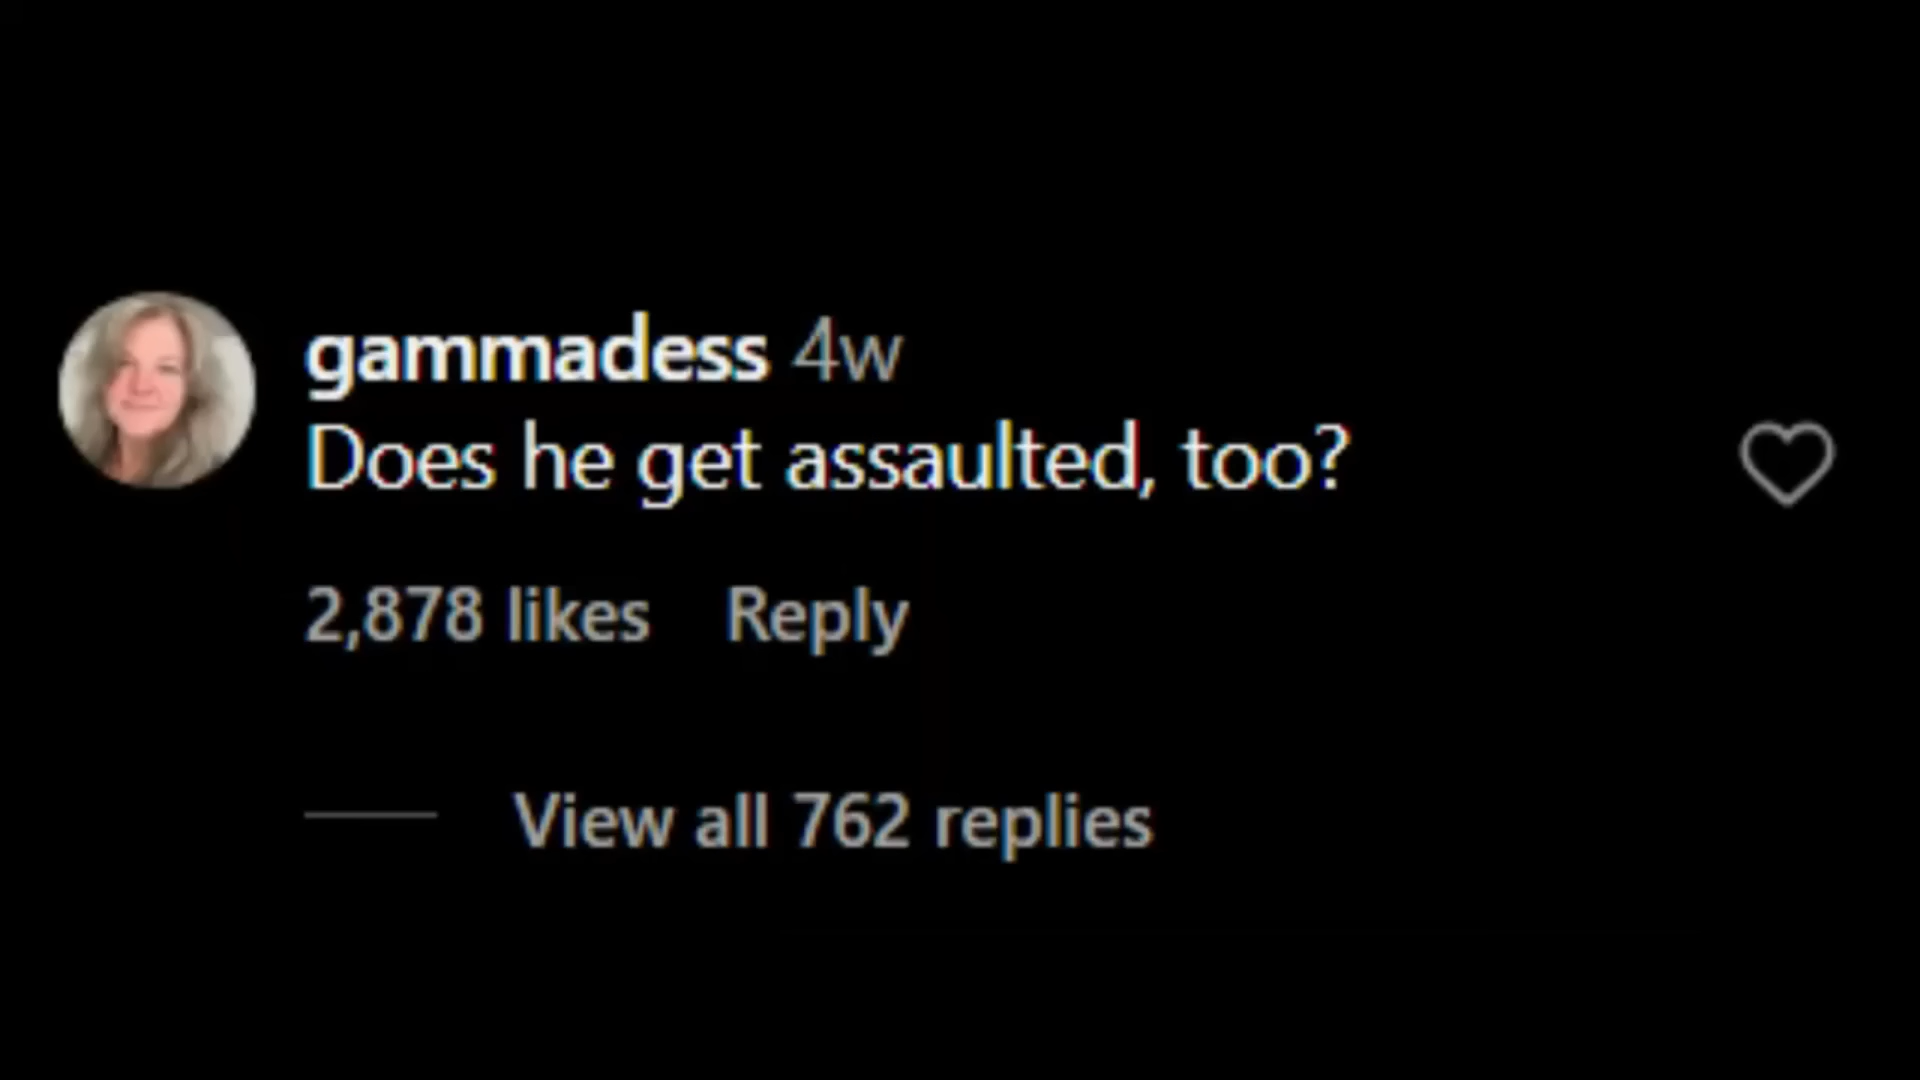 gammadess 4w
Does he get assaulted, too?
2,878 likes Reply
View all 762 replies